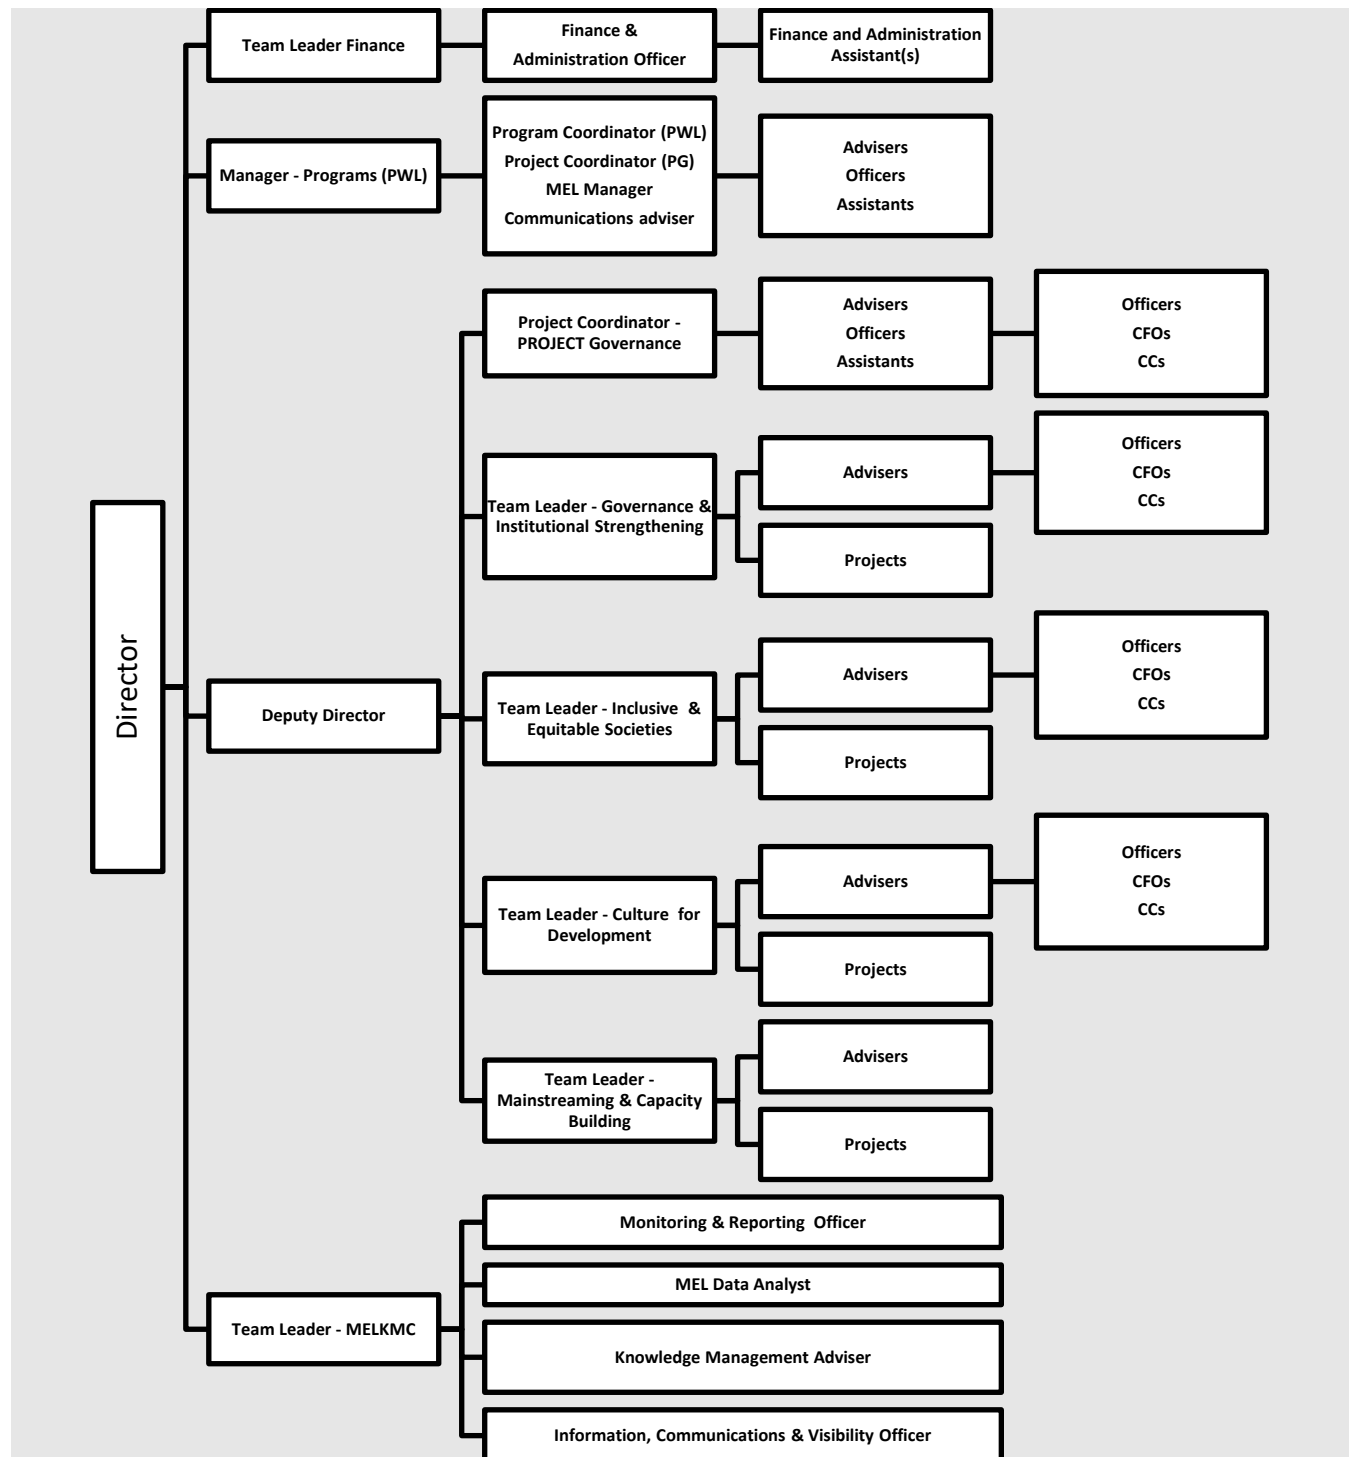 Team Leader Finance
Finance &
Administration Officer
Finance and Administration
Assistant(s)
Manager - Programs (PWL)
Program Coordinator (PWL)
Project Coordinator (PG)
MEL Manager
Communications adviser
Advisers
Officers
Assistants
Project Coordinator -
PROJECT Governance
Advisers
Officers
Assistants
Officers
CFOs
CCs
Team Leader - Governance &
Institutional Strengthening
Advisers
Officers
CFOs
CCs
Projects
Director
Deputy Director
Team Leader - Inclusive  &
Equitable Societies
Advisers
Officers
CFOs
CCs
Projects
Team Leader - Culture  for
Development
Advisers
Officers
CFOs
CCs
Projects
Team Leader -
Mainstreaming & Capacity
Building
Advisers
Projects
Team Leader - MELKMC
Monitoring & Reporting  Officer
MEL Data Analyst
Knowledge Management Adviser
Information, Communications & Visibility Officer